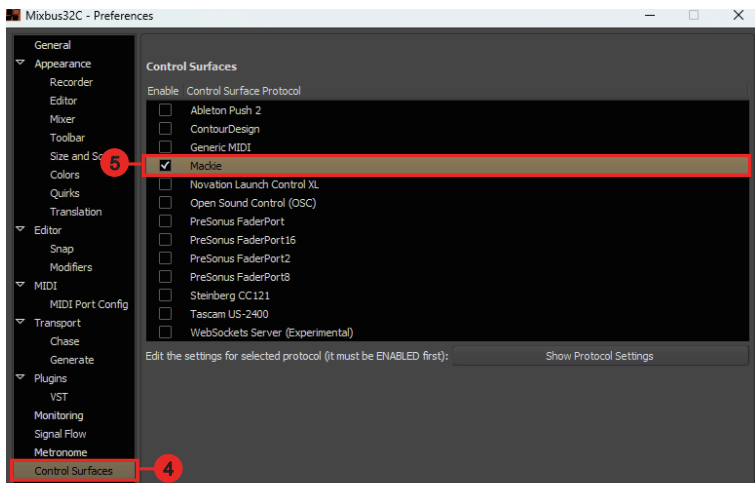 Mixbus32C - Preferences
General
Appearance
Recorder
Editor
Mixer
Toolbar
Size and
Colors
Quirks
Translation
Editor
Snap
Modifiers
MIDI
MIDI Port Config
Transport
Chase
Generate
Plugins
VST
Monitoring
Signal Flow
Metronome
Control Surfaces
4
5
Control Surfaces
Enable Control Surface Protocol
Ableton Push 2
ContourDesign
Generic MIDI
Mackie
Novation Launch Control XL
Open Sound Control (OSC)
PreSonus FaderPort
PreSonus FaderPort16
PreSonus FaderPort2
PreSonus FaderPort8
Steinberg CC121
Tascam US-2400
WebSockets Server (Experimental)
Edit the settings for selected protocol (it must be ENABLED first): Show Protocol Settings